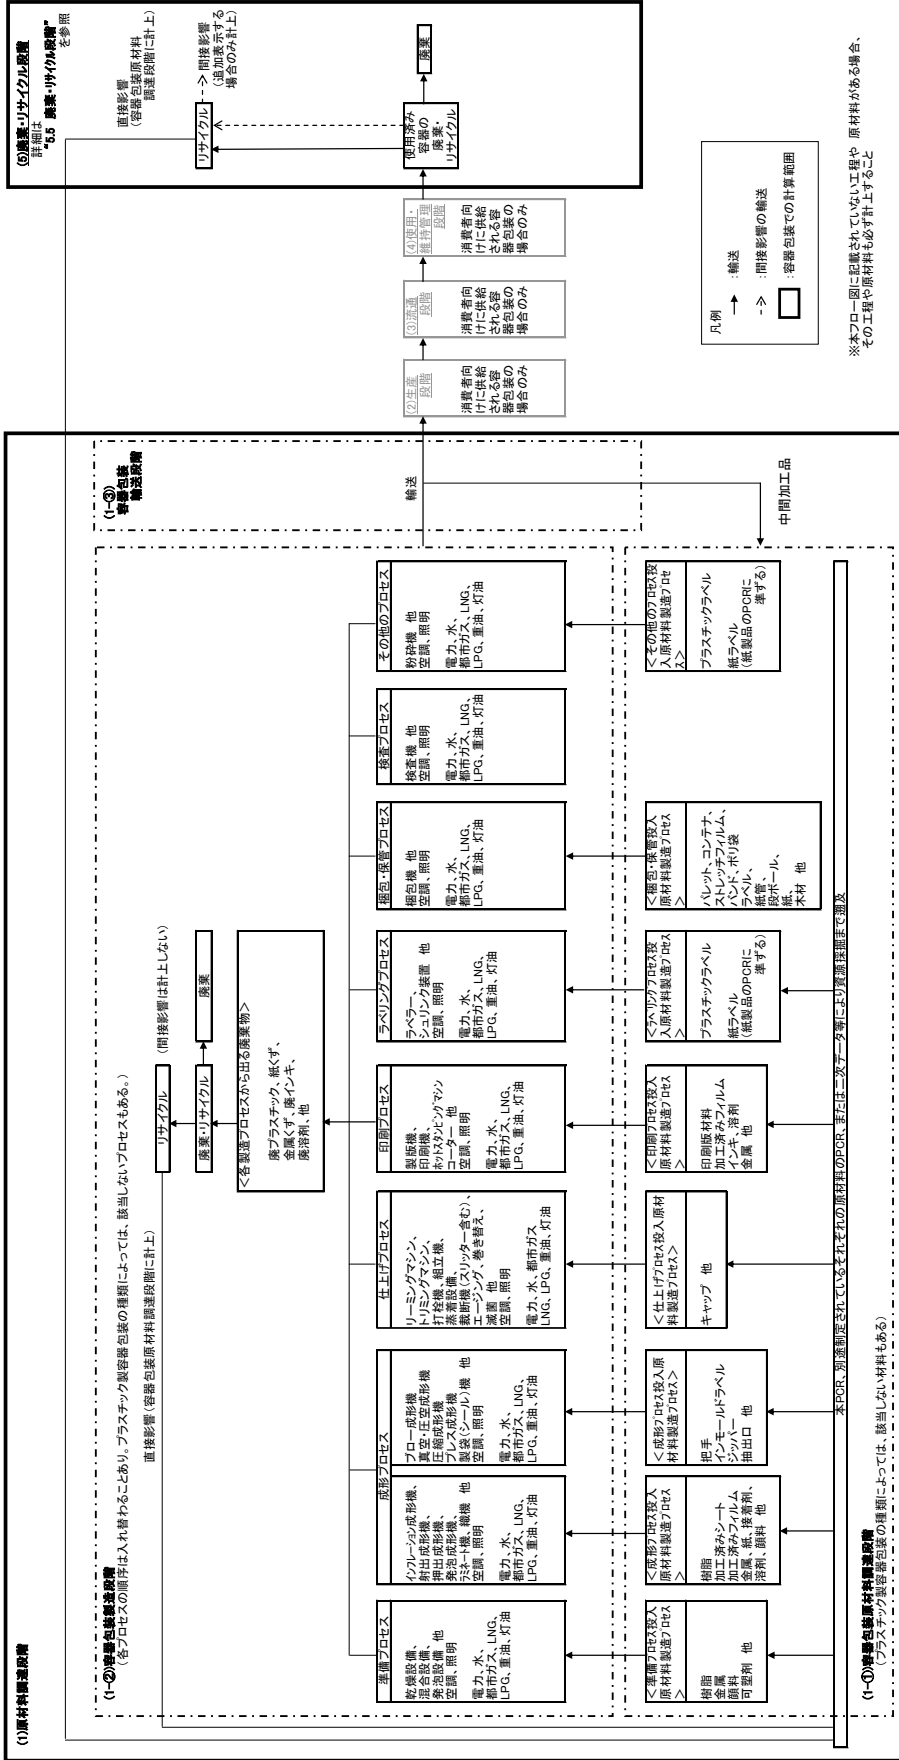 (1)原材料調達段階
(1-②)容器包装製造段階
(各プロセスの順序は入れ替わることあり。プラスチック製容器包装の種類によっては、該当しないプロセスもある。)
直接影響(容器包装原材料調達段階に計上)
リサイクル
(間接影響は計上しない)
廃棄・リサイクル
廃棄
<各製造プロセスから出る廃棄物>
廃プラスチック、紙くず、
金属くず、廃インキ、
廃溶剤、他
準備プロセス
乾燥設備、
混合設備、
発泡設備 他
空調、照明
電力、水、
都市ガス、LNG、
LPG、重油、灯油
成形プロセス
インフレーション成形機、
射出成形機、
押出成形機、
発泡成形機、
ラミネート機、織機 他
空調、照明
電力、水、
都市ガス、LNG、
LPG、重油、灯油
ブロー成形機
真空・圧空成形機
圧縮成形機
プレス成形機
製袋(シール)機 他
空調、照明
電力、水、
都市ガス、LNG、
LPG、重油、灯油
仕上げプロセス
リーミングマシン、
トリミングマシン、
打栓機、組立機、
蒸着設備、
裁断機(スリッター含む)、
エージング、巻き替え、
滅菌 他
空調、照明
電力、水、都市ガス
LNG、LPG、重油、灯油
印刷プロセス
製版機、
印刷機、
ホットスタンピングマシン
コーター 他
空調、照明
電力、水、
都市ガス、LNG、
LPG、重油、灯油
ラベリングプロセス
ラベラー、
シュリンク装置 他
空調、照明
電力、水、
都市ガス、LNG、
LPG、重油、灯油
梱包・保管プロセス
梱包機 他
空調、照明
電力、水、
都市ガス、LNG、
LPG、重油、灯油
検査プロセス
検査機 他
空調、照明
電力、水、
都市ガス、LNG、
LPG、重油、灯油
その他のプロセス
粉砕機 他
空調、照明
電力、水、
都市ガス、LNG、
LPG、重油、灯油
<準備プロセス投入
原材料製造プロセス
>
樹脂
金属
顔料
可塑剤 他
<成形プロセス投入
原材料製造プロセス
>
樹脂
加工済みシート
加工済みフィルム
金属、紙、接着剤、
溶剤、顔料 他
<成形プロセス投入原
材料製造プロセス>
把手
インモールドラベル
ジッパー
抽出口 他
<仕上げプロセス投入原材
料製造プロセス>
キャップ 他
<印刷プロセス投入
原材料製造プロセス
>
印刷版材料
加工済みフィルム
インキ、溶剤
金属 他
<ラベリングプロセス投
入原材料製造プロセス
>
プラスチックラベル
紙ラベル
(紙製品のPCRに
準ずる)
<梱包・保管投入
原材料製造プロセス
>
パレット、コンテナ、
ストレッチフィルム、
バンド、ポリ袋
ラベル、
紙管、
段ボール、
紙、
木材 他
<その他のプロセス投
入原材料製造プロセ
ス>
プラスチックラベル
紙ラベル
(紙製品のPCRに
準ずる)
本PCR、別途制定されているそれぞれの原材料のPCR、または二次データ等により資源採掘まで遡及
(1-①)容器包装原材料調達段階
(プラスチック製容器包装の種類によっては、該当しない材料もある)
(1-③)
容器包装
輸送段階
輸送
中間加工品
(2)生産
段階
消費者向
けに供給
される容
器包装の
場合のみ
(3)流通
段階
消費者向
けに供給
される容
器包装の
場合のみ
(4)使用・
維持管理
段階
消費者向
けに供給
される容
器包装の
場合のみ
(5)廃棄・リサイクル段階
詳細は
“5.5 廃棄・リサイクル段階”
を参照
直接影響
(容器包装原材料
調達段階に計上)
リサイクル
間接影響
(追加表示する
場合のみ計上)
使用済み
容器の
廃棄・
リサイクル
廃棄
凡例
:輸送
:間接影響の輸送
:容器包装での計算範囲
※本フロー図に記載されていない工程や 原材料がある場合、
その工程や原材料も必ず計上すること